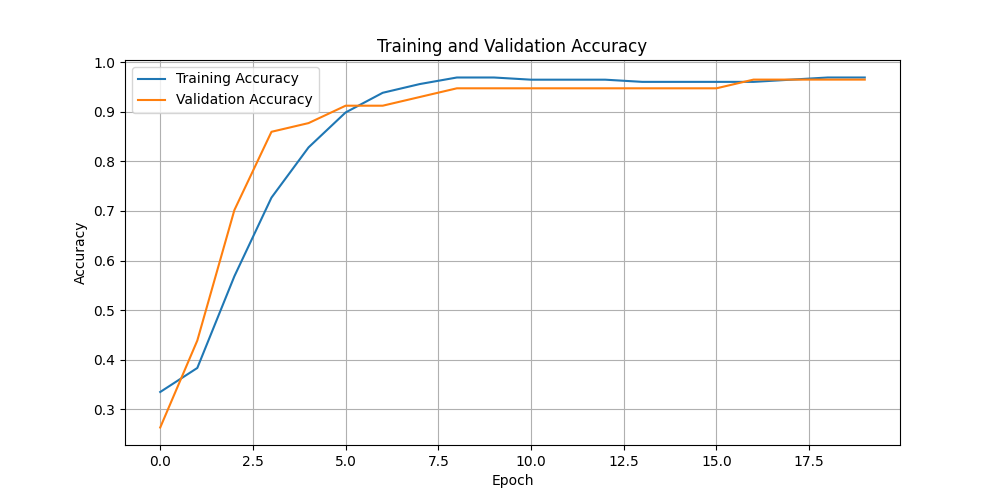 Training and Validation Accuracy
Training Accuracy
Validation Accuracy
1.0
0.9
0.8
0.7
0.6
0.5
0.4
0.3
Accuracy
0.0 2.5 5.0 7.5 10.0 12.5 15.0 17.5
Epoch